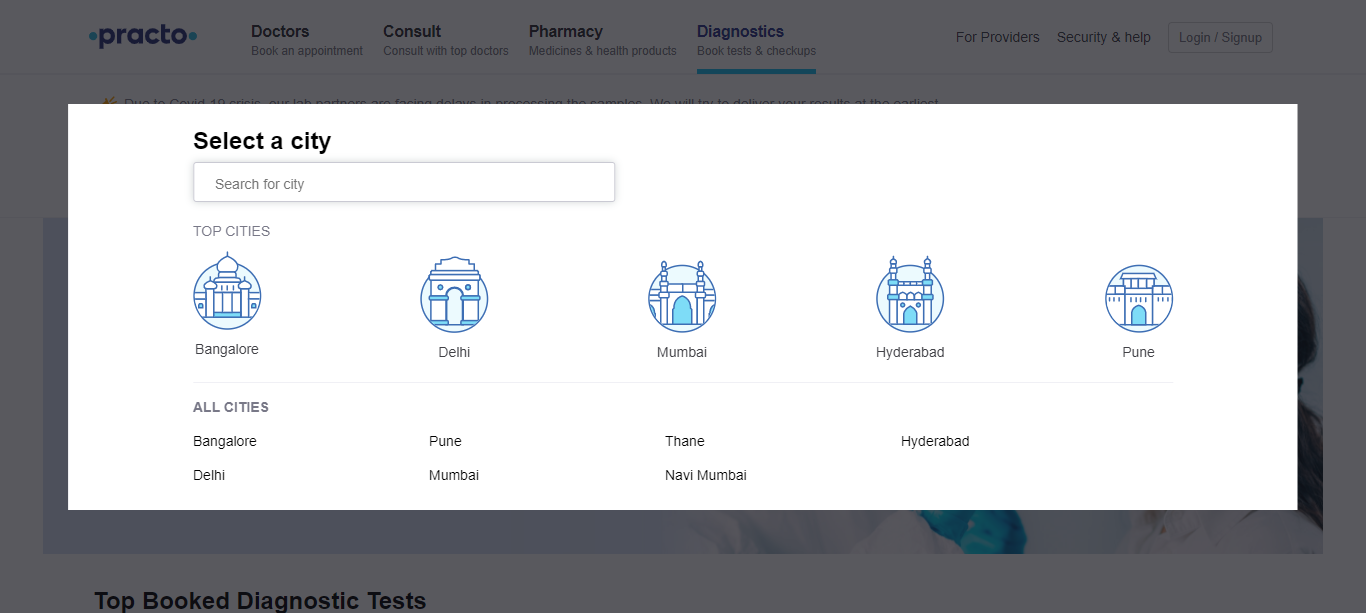 practo
Doctors Consult Pharmacy Diagnostics
Book an appointment Consult with top doctors Medicines & health products Book tests & checkups
For Providers Security & help Login / Signup
Due to Covid-19 crisis, our lab partners are facing delays in processing the samples. We will try to deliver your results at the earliest
Select a city
Search for city
TOP CITIES
Bangalore Delhi Mumbai Hyderabad Pune
ALL CITIES
Bangalore Pune Thane Hyderabad
Delhi Mumbai Navi Mumbai
Top Booked Diagnostic Tests